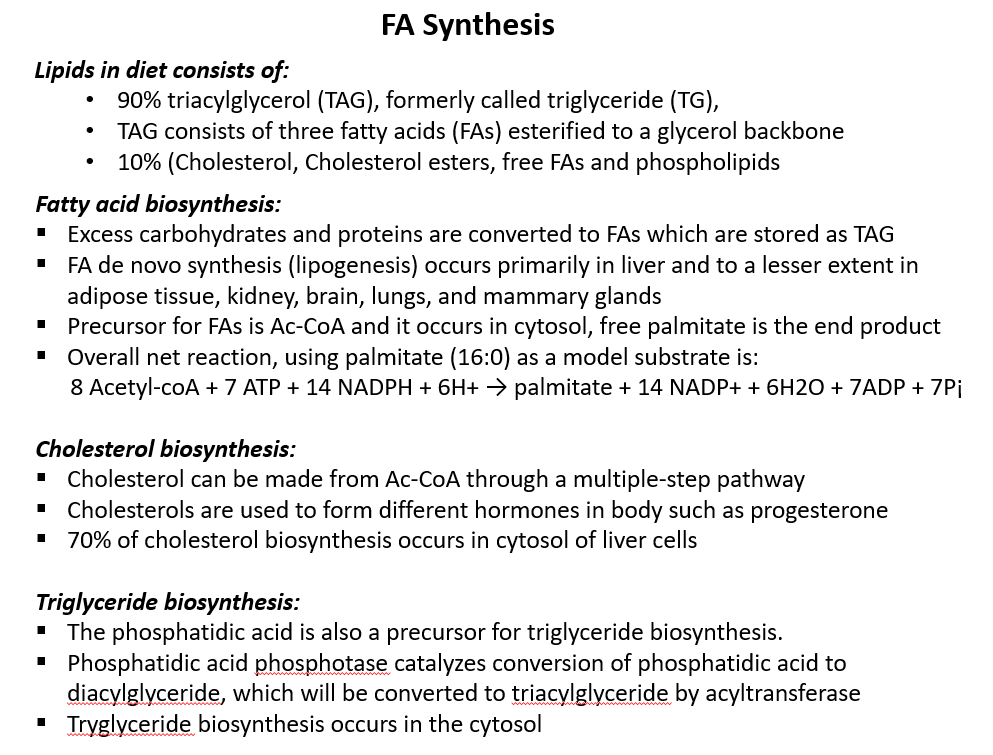 FA Synthesis
Lipids in diet consists of:
• 90% triacylglycerol (TAG), formerly called triglyceride (TG),
• TAG consists of three fatty acids (FAs) esterified to a glycerol backbone
• 10% (Cholesterol, Cholesterol esters, free FAs and phospholipids
Fatty acid biosynthesis:
▪ Excess carbohydrates and proteins are converted to FAs which are stored as TAG
▪ FA de novo synthesis (lipogenesis) occurs primarily in liver and to a lesser extent in
adipose tissue, kidney, brain, lungs, and mammary glands
▪ Precursor for FAs is Ac-CoA and it occurs in cytosol, free palmitate is the end product
▪ Overall net reaction, using palmitate (16:0) as a model substrate is:
8 Acetyl-coA + 7 ATP + 14 NADPH + 6H+ → palmitate + 14 NADP+ + 6H2O + 7ADP + 7P¡
Cholesterol biosynthesis:
▪ Cholesterol can be made from Ac-CoA through a multiple-step pathway
▪ Cholesterols are used to form different hormones in body such as progesterone
▪ 70% of cholesterol biosynthesis occurs in cytosol of liver cells
Triglyceride biosynthesis:
▪ The phosphatidic acid is also a precursor for triglyceride biosynthesis.
▪ Phosphatidic acid phosphotase catalyzes conversion of phosphatidic acid to
diacylglyceride, which will be converted to triacylglyceride by acyltransferase
▪ Tryglyceride biosynthesis occurs in the cytosol